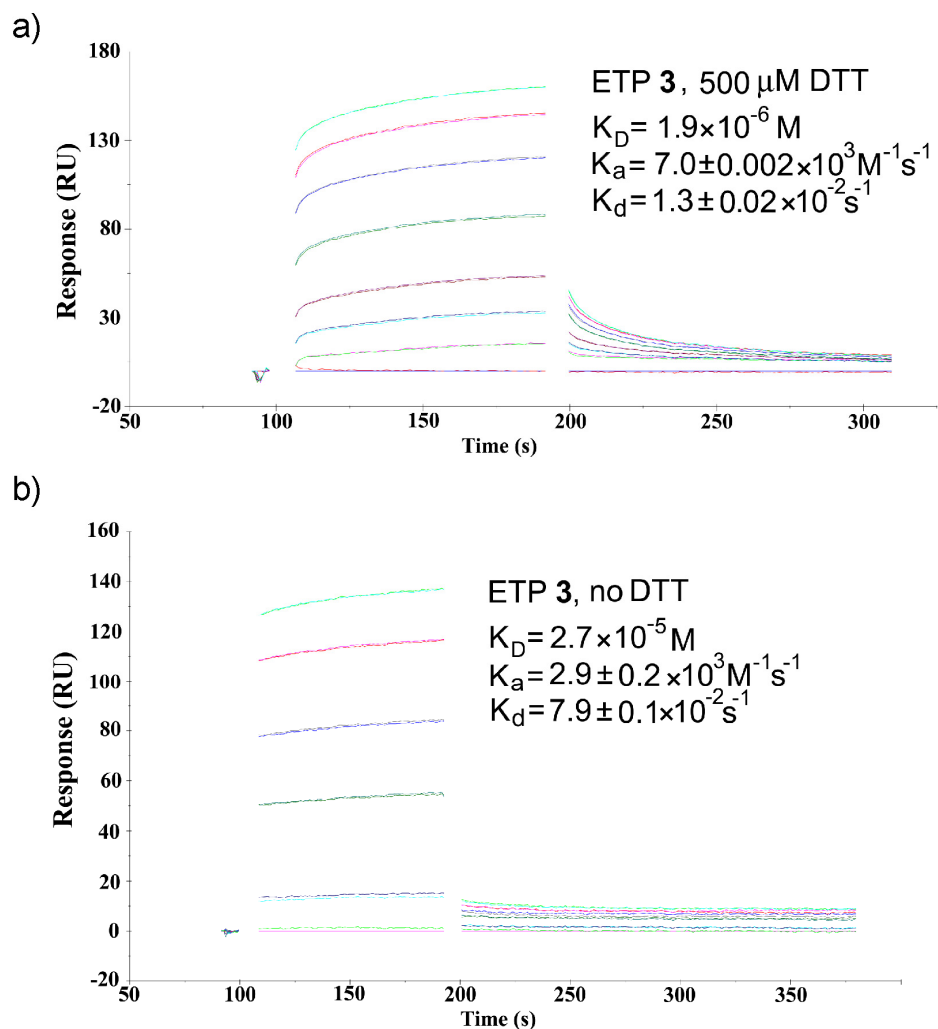 a)
180
130
80
30
-20
Response (RU)
ETP 3, 500 μM DTT
K_D= 1.9×10^-6 M
K_a= 7.0±0.002×10^3M^-1s^-1
K_d= 1.3±0.02×10^-2s^-1
50 100 150 200 250 300
Time (s)
b)
160
140
120
100
80
60
40
20
0
-20
Response (RU)
ETP 3, no DTT
K_D= 2.7×10^-5M
K_a= 2.9±0.2×10^3M^-1s^-1
K_d= 7.9±0.1×10^-2s^-1
50 100 150 200 250 300 350
Time (s)